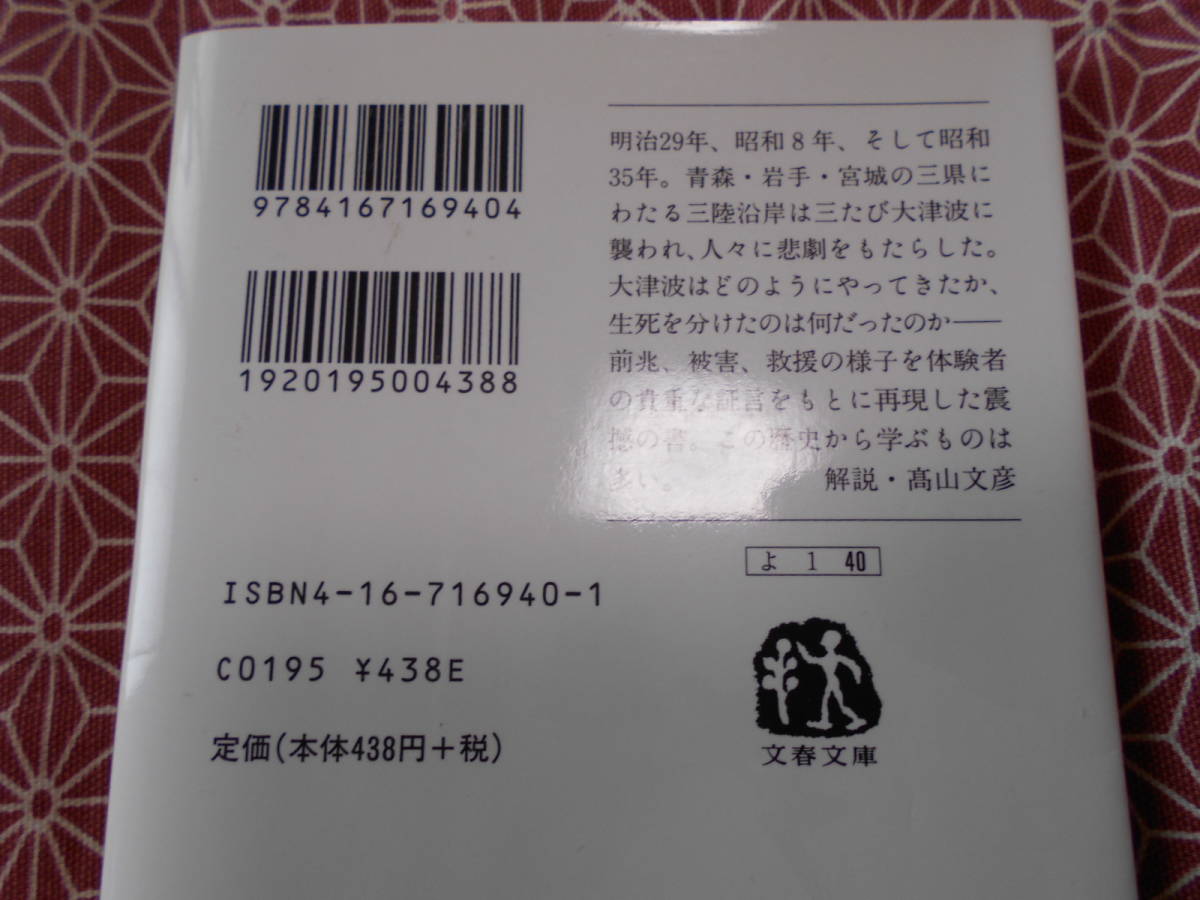 9784167169404
1920195004388
明治29年、昭和8年、そして昭和
35年。青森・岩手・宮城の三県に
わたる三陸沿岸は三たび大津波に
襲われ、人々に悲劇をもたらした。
大津波はどのようにやってきたか、
生死を分けたのは何だったのか――
前兆、被害、救援の様子を体験者
の貴重な証言をもとに再現した震
撼の書。この歴史から学ぶものは
多い。 解説・髙山文彦
よ 1 40
ISBN4-16-716940-1
C0195 ¥438E
定価(本体438円+税)
文春文庫